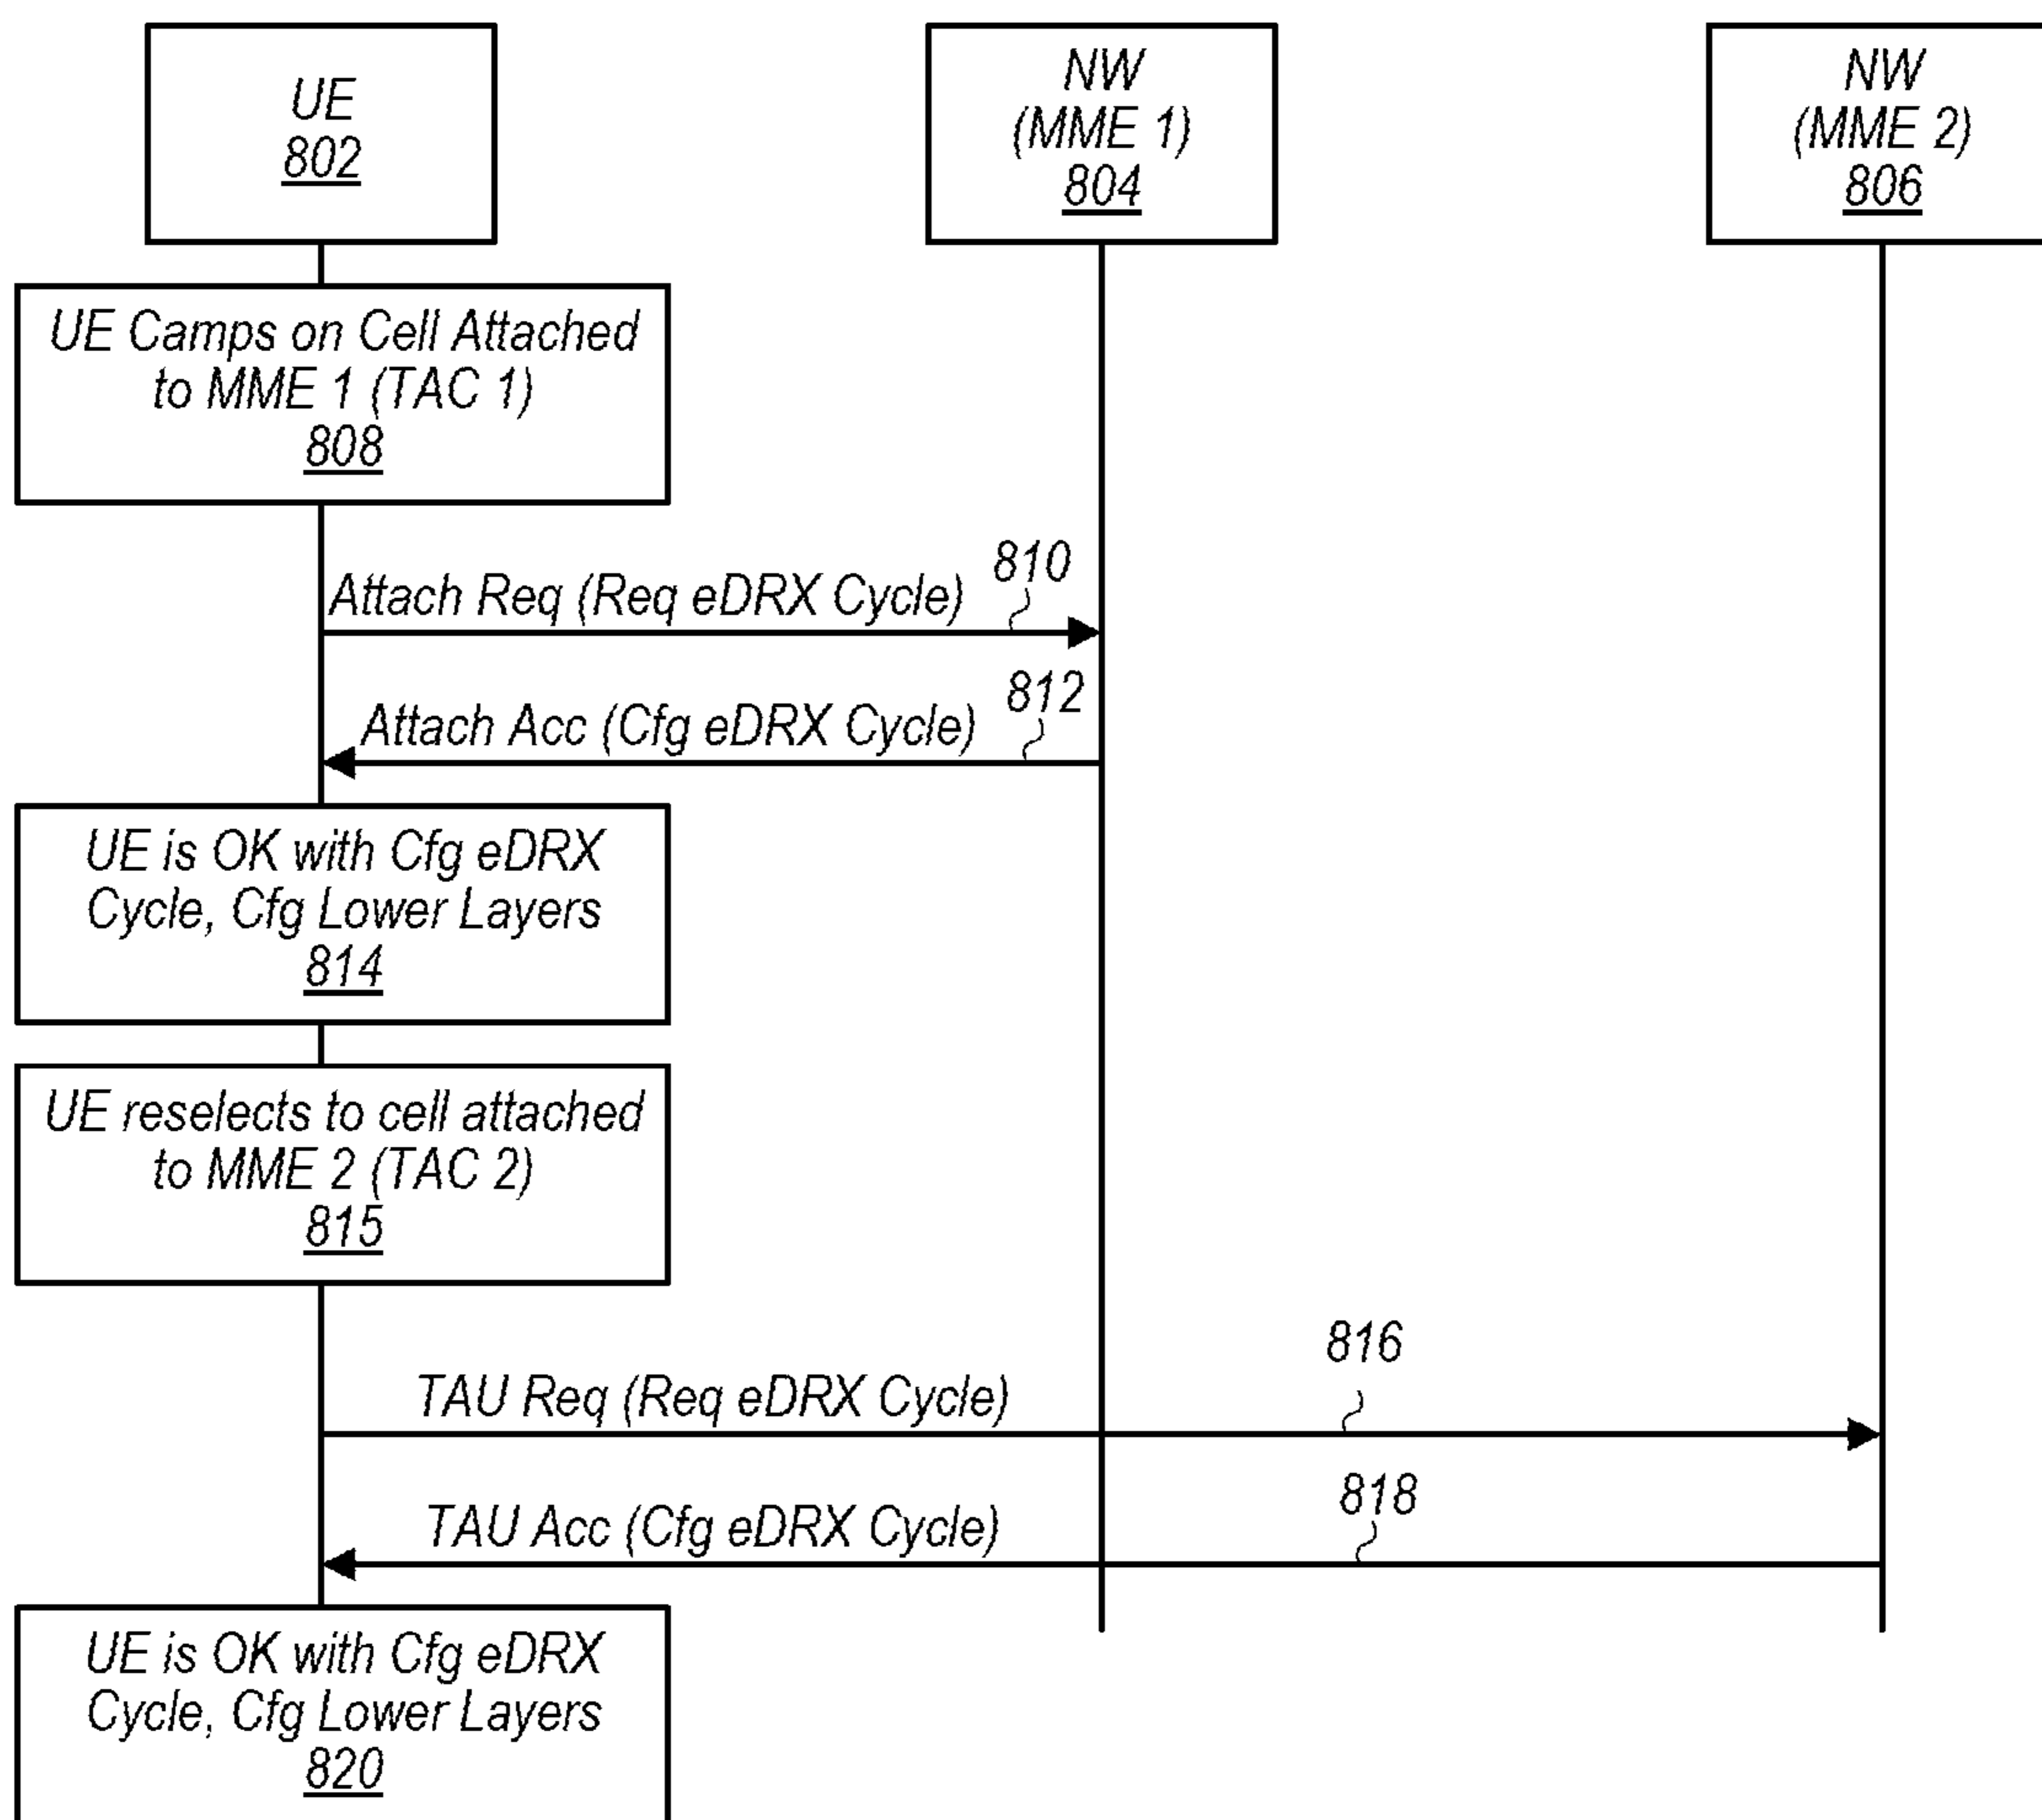 UE
802
NW
(MME 1)
804
NW
(MME 2)
806
UE Camps on Cell Attached
to MME 1 (TAC 1)
808
810
Attach Req (Req eDRX Cycle)
812
Attach Acc (Cfg eDRX Cycle)
UE is OK with Cfg eDRX
Cycle, Cfg Lower Layers
814
UE reselects to cell attached
to MME 2 (TAC 2)
815
816
TAU Req (Req eDRX Cycle)
818
TAU Acc (Cfg eDRX Cycle)
UE is OK with Cfg eDRX
Cycle, Cfg Lower Layers
820